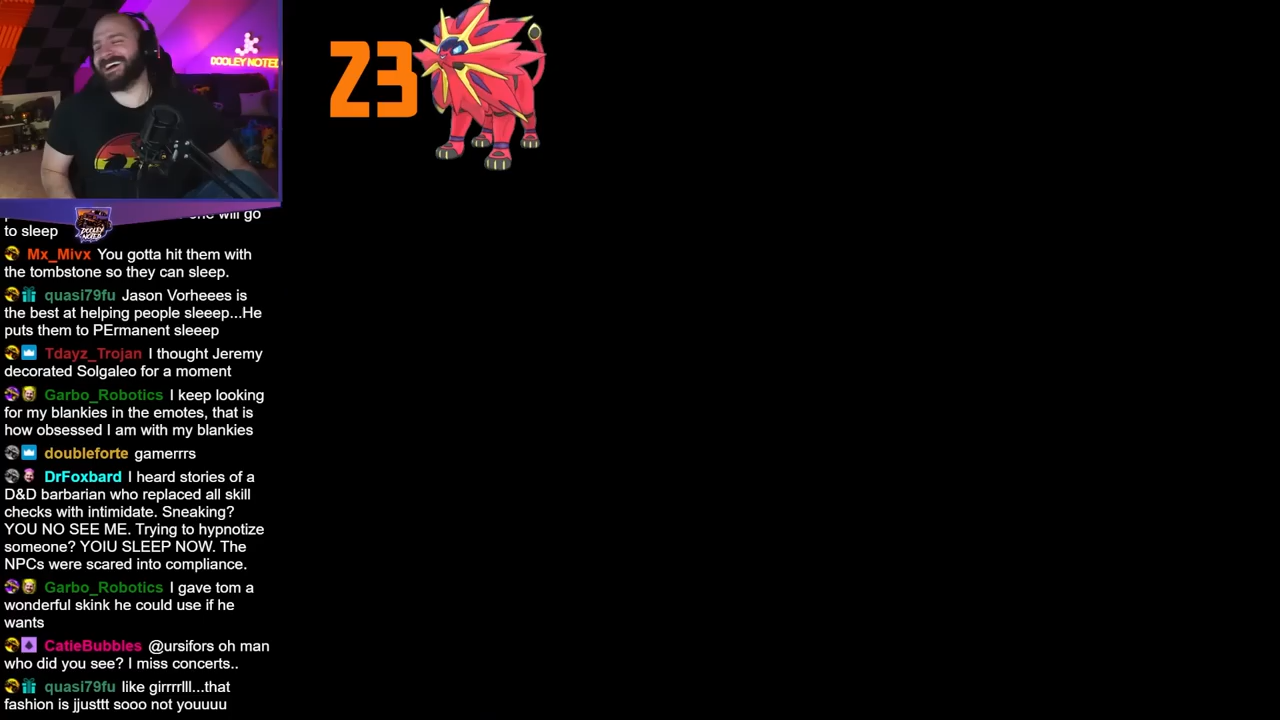 DOOLEY NOTED
23
will go
to sleep
DOOLEY
NOTED
Mx_Mivx You gotta hit them with
the tombstone so they can sleep.
quasi79fu Jason Vorheees is
the best at helping people sleeep...He
puts them to PErmanent sleeep
Tdayz_Trojan I thought Jeremy
decorated Solgaleo for a moment
Garbo_Robotics I keep looking
for my blankies in the emotes, that is
how obsessed I am with my blankies
doubleforte gamerrrs
DrFoxbard I heard stories of a
D&D barbarian who replaced all skill
checks with intimidate. Sneaking?
YOU NO SEE ME. Trying to hypnotize
someone? YOIU SLEEP NOW. The
NPCs were scared into compliance.
Garbo_Robotics I gave tom a
wonderful skink he could use if he
wants
CatieBubbles @ursifors oh man
who did you see? I miss concerts..
quasi79fu like girrrrlll...that
fashion is jjusttt sooo not youuuu